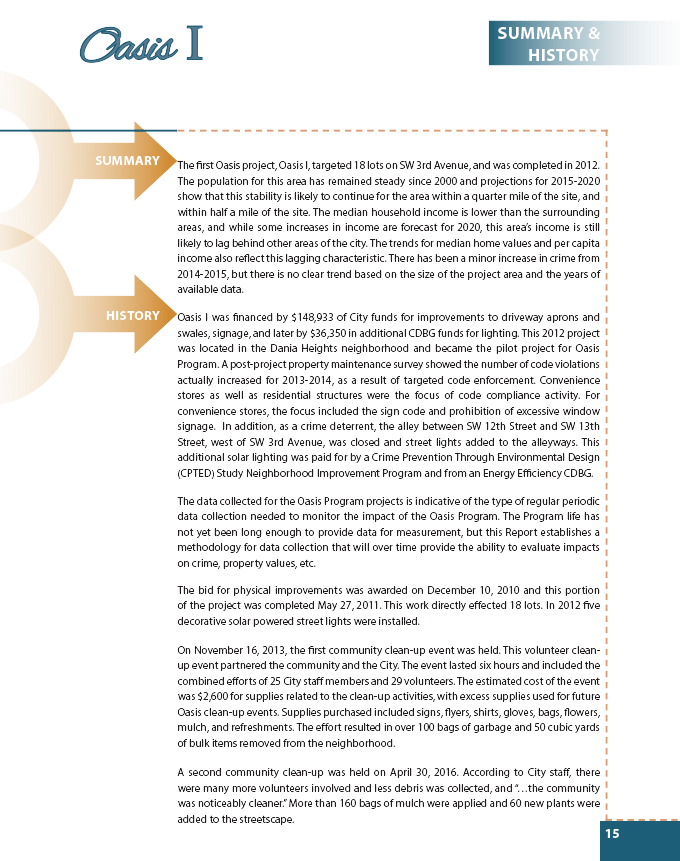 Oasis I
SUMMARY &
HISTORY
SUMMARY
The first Oasis project, Oasis I, targeted 18 lots on SW 3rd Avenue, and was completed in 2012.
The population for this area has remained steady since 2000 and projections for 2015-2020
show that this stability is likely to continue for the area within a quarter mile of the site, and
within half a mile of the site. The median household income is lower than the surrounding
areas, and while some increases in income are forecast for 2020, this area's income is still
likely to lag behind other areas of the city. The trends for median home values and per capita
income also reflect this lagging characteristic. There has been a minor increase in crime from
2014-2015, but there is no clear trend based on the size of the project area and the years of
available data.
HISTORY
Oasis I was financed by $148,933 of City funds for improvements to driveway aprons and
swales, signage, and later by $36,350 in additional CDBG funds for lighting. This 2012 project
was located in the Dania Heights neighborhood and became the pilot project for Oasis
Program. A post-project property maintenance survey showed the number of code violations
actually increased for 2013-2014, as a result of targeted code enforcement. Convenience
stores as well as residential structures were the focus of code compliance activity. For
convenience stores, the focus included the sign code and prohibition of excessive window
signage. In addition, as a crime deterrent, the alley between SW 12th Street and SW 13th
Street, west of SW 3rd Avenue, was closed and street lights added to the alleyways. This
additional solar lighting was paid for by a Crime Prevention Through Environmental Design
(CPTED) Study Neighborhood Improvement Program and from an Energy Efficiency CDBG.
The data collected for the Oasis Program projects is indicative of the type of regular periodic
data collection needed to monitor the impact of the Oasis Program. The Program life has
not yet been long enough to provide data for measurement, but this Report establishes a
methodology for data collection that will over time provide the ability to evaluate impacts
on crime, property values, etc.
The bid for physical improvements was awarded on December 10, 2010 and this portion
of the project was completed May 27, 2011. This work directly effected 18 lots. In 2012 five
decorative solar powered street lights were installed.
On November 16, 2013, the first community clean-up event was held. This volunteer clean-
up event partnered the community and the City. The event lasted six hours and included the
combined efforts of 25 City staff members and 29 volunteers. The estimated cost of the event
was $2,600 for supplies related to the clean-up activities, with excess supplies used for future
Oasis clean-up events. Supplies purchased included signs, flyers, shirts, gloves, bags, flowers,
mulch, and refreshments. The effort resulted in over 100 bags of garbage and 50 cubic yards
of bulk items removed from the neighborhood.
A second community clean-up was held on April 30, 2016. According to City staff, there
were many more volunteers involved and less debris was collected, and "…the community
was noticeably cleaner." More than 160 bags of mulch were applied and 60 new plants were
added to the streetscape.
15